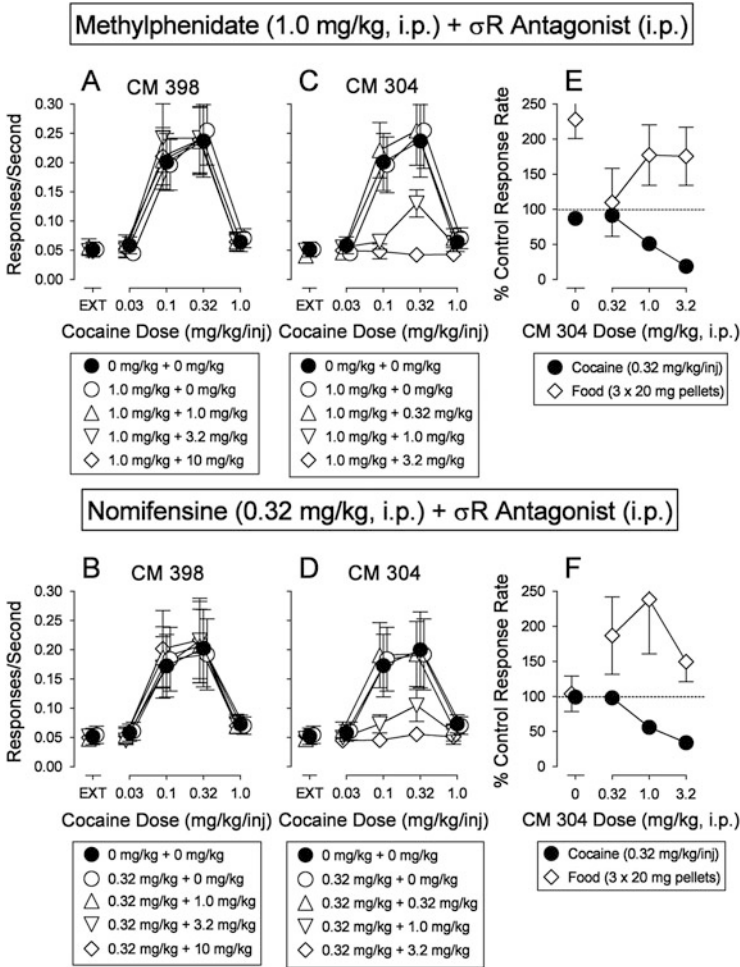 Methylphenidate (1.0 mg/kg, i.p.) + σR Antagonist (i.p.)
A
CM 398
C
CM 304
E
Responses/Second
0.30
0.25
0.20
0.15
0.10
0.05
0.00
EXT 0.03 0.1 0.32 1.0
Cocaine Dose (mg/kg/inj)
EXT 0.03 0.1 0.32 1.0
Cocaine Dose (mg/kg/inj)
% Control Response Rate
250
200
150
100
50
0
0 0.32 1.0 3.2
CM 304 Dose (mg/kg, i.p.)
0 mg/kg + 0 mg/kg
1.0 mg/kg + 0 mg/kg
1.0 mg/kg + 1.0 mg/kg
1.0 mg/kg + 3.2 mg/kg
1.0 mg/kg + 10 mg/kg
0 mg/kg + 0 mg/kg
1.0 mg/kg + 0 mg/kg
1.0 mg/kg + 0.32 mg/kg
1.0 mg/kg + 1.0 mg/kg
1.0 mg/kg + 3.2 mg/kg
Cocaine (0.32 mg/kg/inj)
Food (3 x 20 mg pellets)
Nomifensine (0.32 mg/kg, i.p.) + σR Antagonist (i.p.)
B
CM 398
D
CM 304
F
Responses/Second
0.30
0.25
0.20
0.15
0.10
0.05
0.00
EXT 0.03 0.1 0.32 1.0
Cocaine Dose (mg/kg/inj)
EXT 0.03 0.1 0.32 1.0
Cocaine Dose (mg/kg/inj)
% Control Response Rate
250
200
150
100
50
0
0 0.32 1.0 3.2
CM 304 Dose (mg/kg, i.p.)
0 mg/kg + 0 mg/kg
0.32 mg/kg + 0 mg/kg
0.32 mg/kg + 1.0 mg/kg
0.32 mg/kg + 3.2 mg/kg
0.32 mg/kg + 10 mg/kg
0 mg/kg + 0 mg/kg
0.32 mg/kg + 0 mg/kg
0.32 mg/kg + 0.32 mg/kg
0.32 mg/kg + 1.0 mg/kg
0.32 mg/kg + 3.2 mg/kg
Cocaine (0.32 mg/kg/inj)
Food (3 x 20 mg pellets)